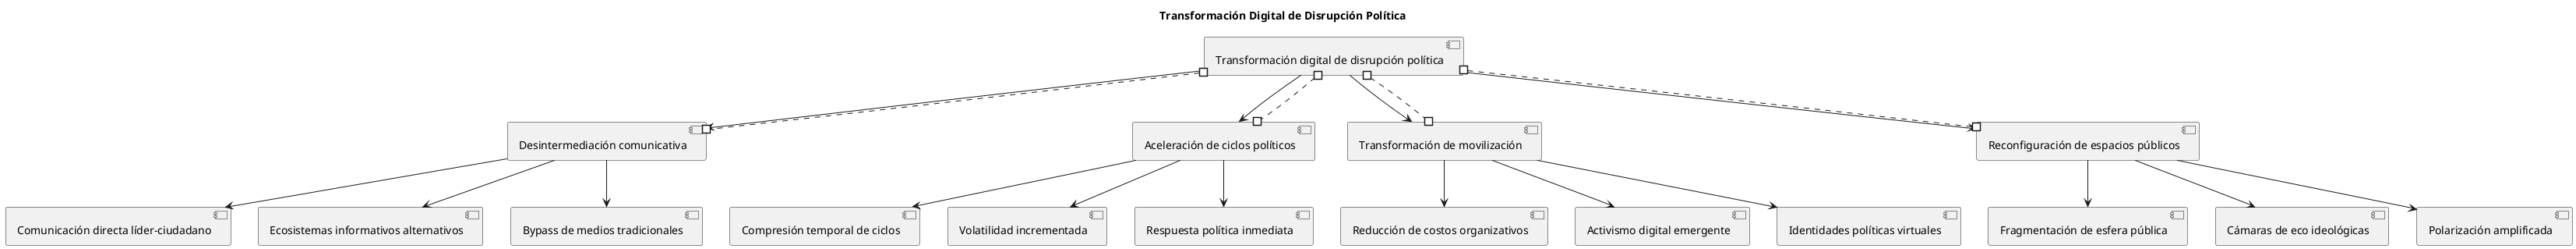 Transformación Digital de Disrupción Política
Transformación digital de disrupción política
Desintermediación comunicativa
Aceleración de ciclos políticos
Transformación de movilización
Reconfiguración de espacios públicos
Comunicación directa líder-ciudadano
Ecosistemas informativos alternativos
Bypass de medios tradicionales
Compresión temporal de ciclos
Volatilidad incrementada
Respuesta política inmediata
Reducción de costos organizativos
Activismo digital emergente
Identidades políticas virtuales
Fragmentación de esfera pública
Cámaras de eco ideológicas
Polarización amplificada